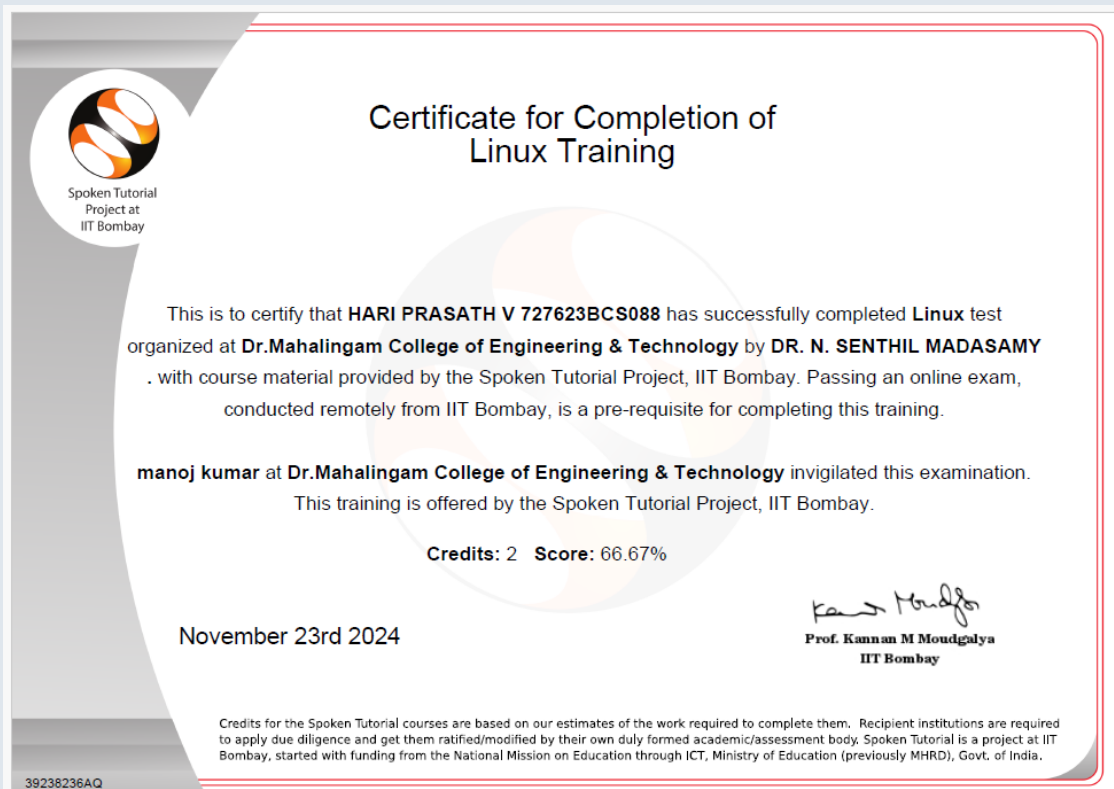 Spoken Tutorial
Project at
IIT Bombay
Certificate for Completion of
Linux Training
This is to certify that HARI PRASATH V 727623BCS088 has successfully completed Linux test
organized at Dr.Mahalingam College of Engineering & Technology by DR. N. SENTHIL MADASAMY
. with course material provided by the Spoken Tutorial Project, IIT Bombay. Passing an online exam,
conducted remotely from IIT Bombay, is a pre-requisite for completing this training.
manoj kumar at Dr.Mahalingam College of Engineering & Technology invigilated this examination.
This training is offered by the Spoken Tutorial Project, IIT Bombay.
Credits: 2 Score: 66.67%
November 23rd 2024
Prof. Kannan M Moudgalya
IIT Bombay
Credits for the Spoken Tutorial courses are based on our estimates of the work required to complete them. Recipient institutions are required
to apply due diligence and get them ratified/modified by their own duly formed academic/assessment body. Spoken Tutorial is a project at IIT
Bombay, started with funding from the National Mission on Education through ICT, Ministry of Education (previously MHRD), Govt. of India.
39238236AQ